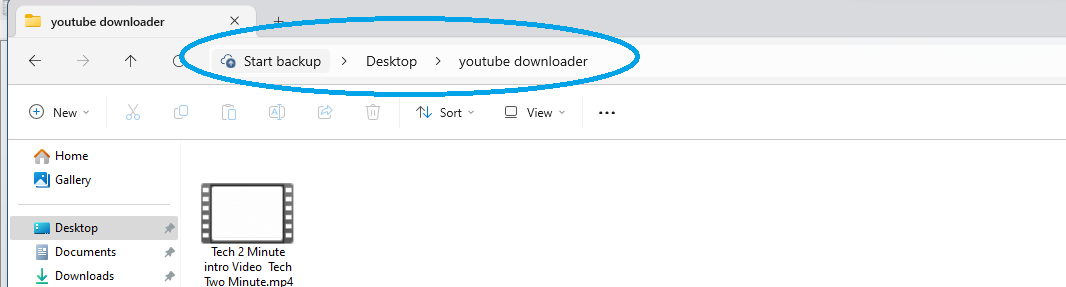 youtube downloader
Start backup > Desktop > youtube downloader
New Sort View
Home
Gallery
Desktop
Documents
Downloads
Tech 2 Minute
intro Video Tech
Two Minute.mp4